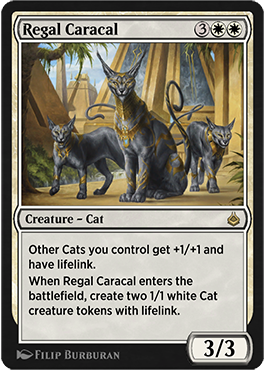 Regal Caracal 3
Creature – Cat
Other Cats you control get +1/+1 and
have lifelink.
When Regal Caracal enters the
battlefield, create two 1/1 white Cat
creature tokens with lifelink.
3/3
Filip Burburan